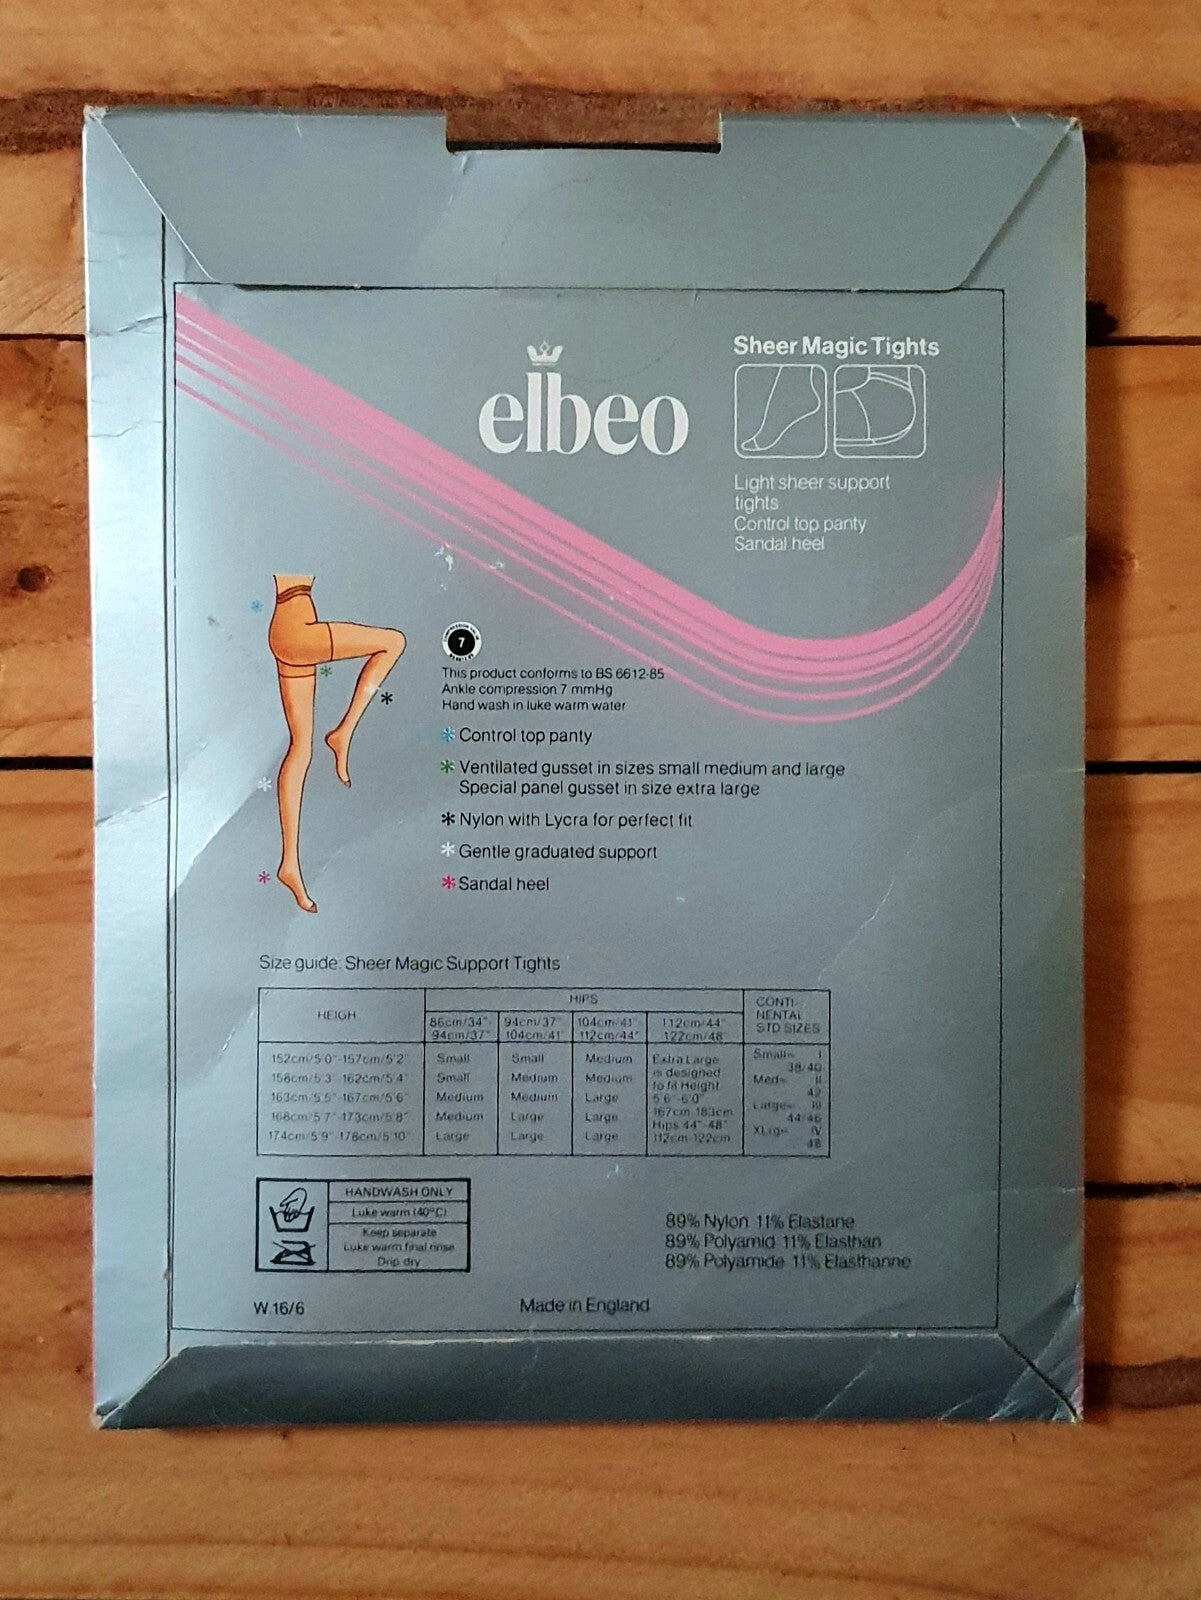 elbeo
Sheer Magic Tights
Light sheer support
tights
Control top panty
Sandal heel
7
This product conforms to BS 6612-85
Ankle compression 7 mmHg
Hand wash in luke warm water
* Control top panty
* Ventilated gusset in sizes small medium and large
Special panel gusset in size extra large
* Nylon with Lycra for perfect fit
* Gentle graduated support
* Sandal heel
Size guide: Sheer Magic Support Tights
HEIGH
HIPS
CONTI-
NENTAL
STD SIZES
86cm/34"- 94cm/37"- 104cm/41"- 112cm/44"-
94cm/37" 104cm/41" 112cm/44" 122cm/48"
152cm/5'0"-157cm/5'2" Small Small Medium
158cm/5'3"-162cm/5'4" Small Medium Medium
163cm/5'5"-167cm/5'6" Medium Medium Large
168cm/5'7"-173cm/5'8" Medium Large Large
174cm/5'9"-178cm/5'10" Large Large Large
Extra Large
is designed
to fit Height
5'6"-6'0"
167cm-183cm
Hips 44"-48"
112cm-122cm
Small= I
38/40
Med= II
42
Large= III
44/46
XLrg= IV
48
HANDWASH ONLY
Luke warm (40°C)
Keep separate
Luke warm final rinse
Drip dry
89% Nylon 11% Elastane
89% Polyamid 11% Elasthan
89% Polyamide 11% Elasthanne
W.16/6
Made in England